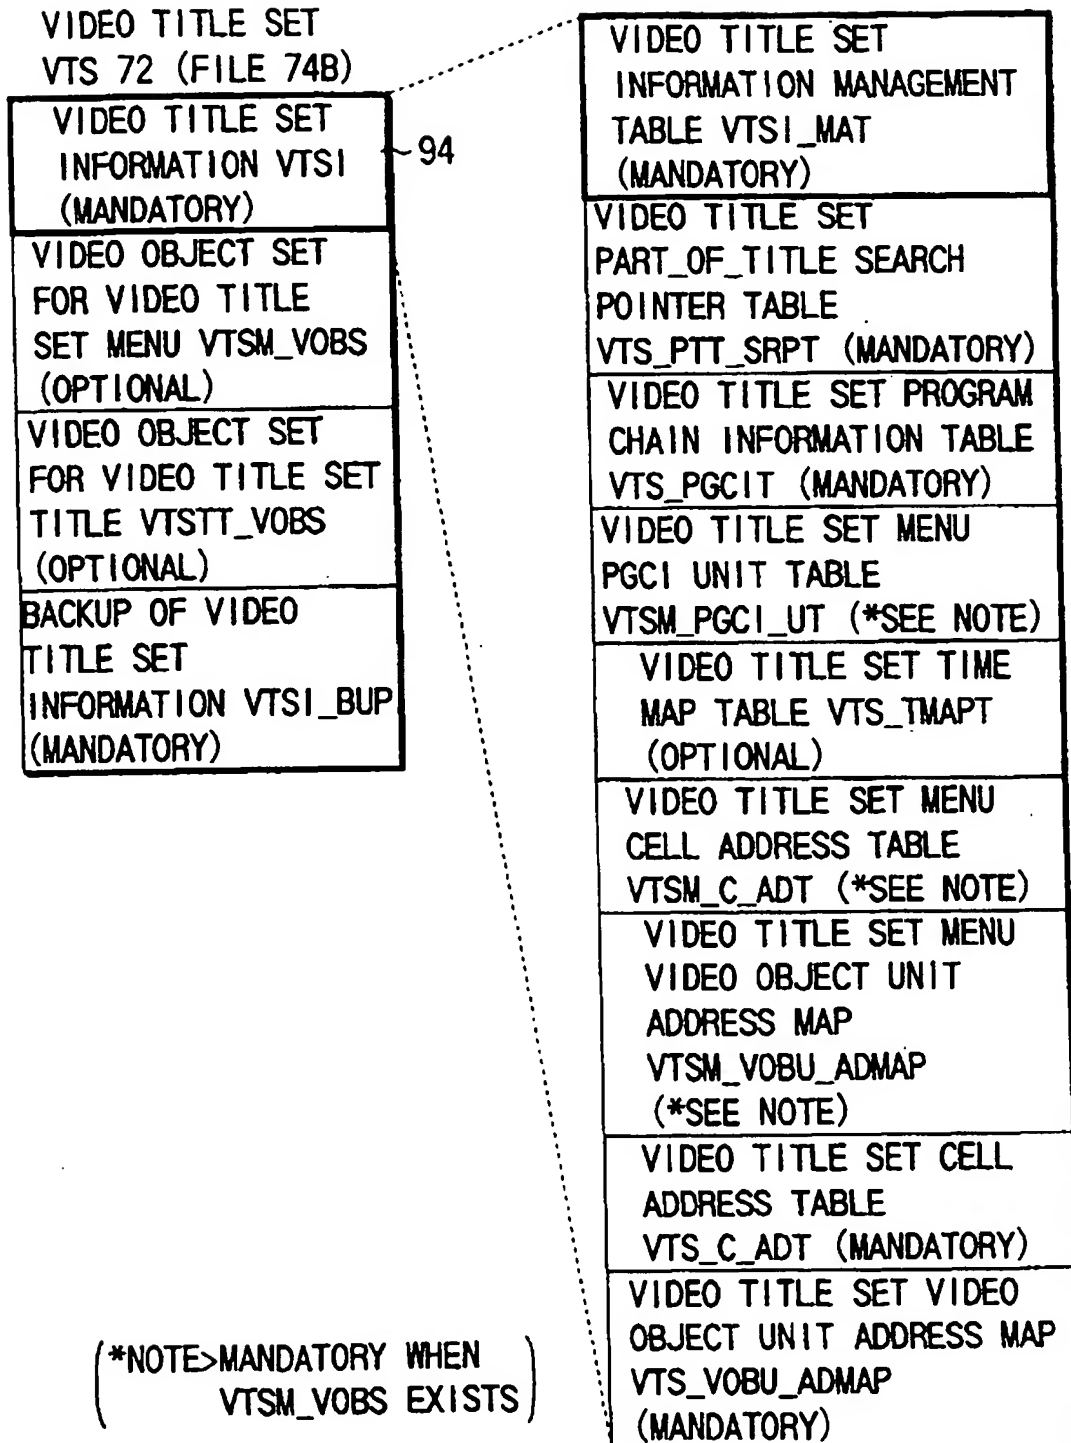 VIDEO TITLE SET
VTS 72 (FILE 74B)
VIDEO TITLE SET
INFORMATION VTSI
(MANDATORY)
94
VIDEO OBJECT SET
FOR VIDEO TITLE
SET MENU VTSM_VOBS
(OPTIONAL)
VIDEO OBJECT SET
FOR VIDEO TITLE SET
TITLE VTSTT_VOBS
(OPTIONAL)
BACKUP OF VIDEO
TITLE SET
INFORMATION VTSI_BUP
(MANDATORY)
VIDEO TITLE SET
INFORMATION MANAGEMENT
TABLE VTSI_MAT
(MANDATORY)
VIDEO TITLE SET
PART_OF_TITLE SEARCH
POINTER TABLE
VTS_PTT_SRPT (MANDATORY)
VIDEO TITLE SET PROGRAM
CHAIN INFORMATION TABLE
VTS_PGCIT (MANDATORY)
VIDEO TITLE SET MENU
PGCI UNIT TABLE
VTSM_PGCI_UT (*SEE NOTE)
VIDEO TITLE SET TIME
MAP TABLE VTS_TMAPT
(OPTIONAL)
VIDEO TITLE SET MENU
CELL ADDRESS TABLE
VTSM_C_ADT (*SEE NOTE)
VIDEO TITLE SET MENU
VIDEO OBJECT UNIT
ADDRESS MAP
VTSM_VOBU_ADMAP
(*SEE NOTE)
VIDEO TITLE SET CELL
ADDRESS TABLE
VTS_C_ADT (MANDATORY)
VIDEO TITLE SET VIDEO
OBJECT UNIT ADDRESS MAP
VTS_VOBU_ADMAP
(MANDATORY)
(*NOTE>MANDATORY WHEN
VTSM_VOBS EXISTS)